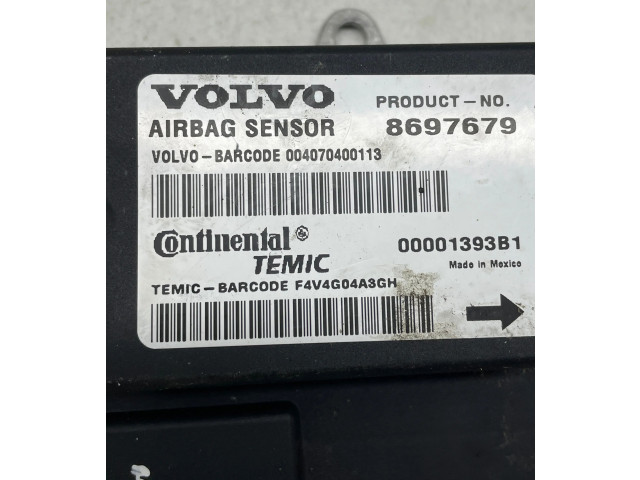 VOLVO PRODUCT-NO.
AIRBAG SENSOR 8697679
VOLVO-BARCODE 004070400113
Continental ® 00001393B1
TEMIC Made in Mexico
TEMIC-BARCODE F4V4G04A3GH